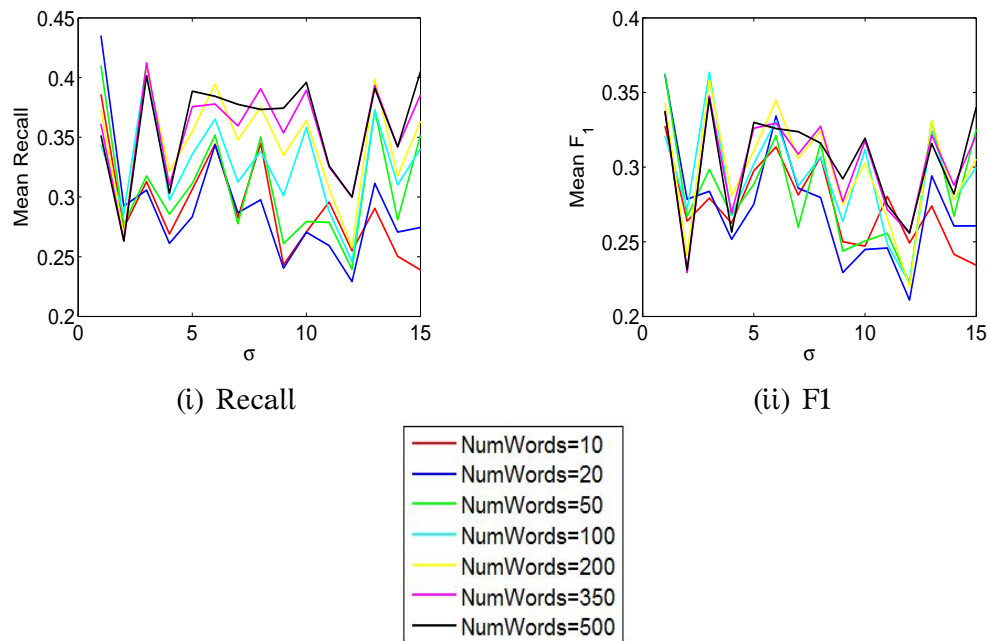 0.45
0.4
0.35
0.3
0.25
0.2
Mean Recall
0 5 10 15
σ
(i) Recall
0.4
0.35
0.3
0.25
0.2
Mean F1
0 5 10 15
σ
(ii) F1
NumWords=10
NumWords=20
NumWords=50
NumWords=100
NumWords=200
NumWords=350
NumWords=500